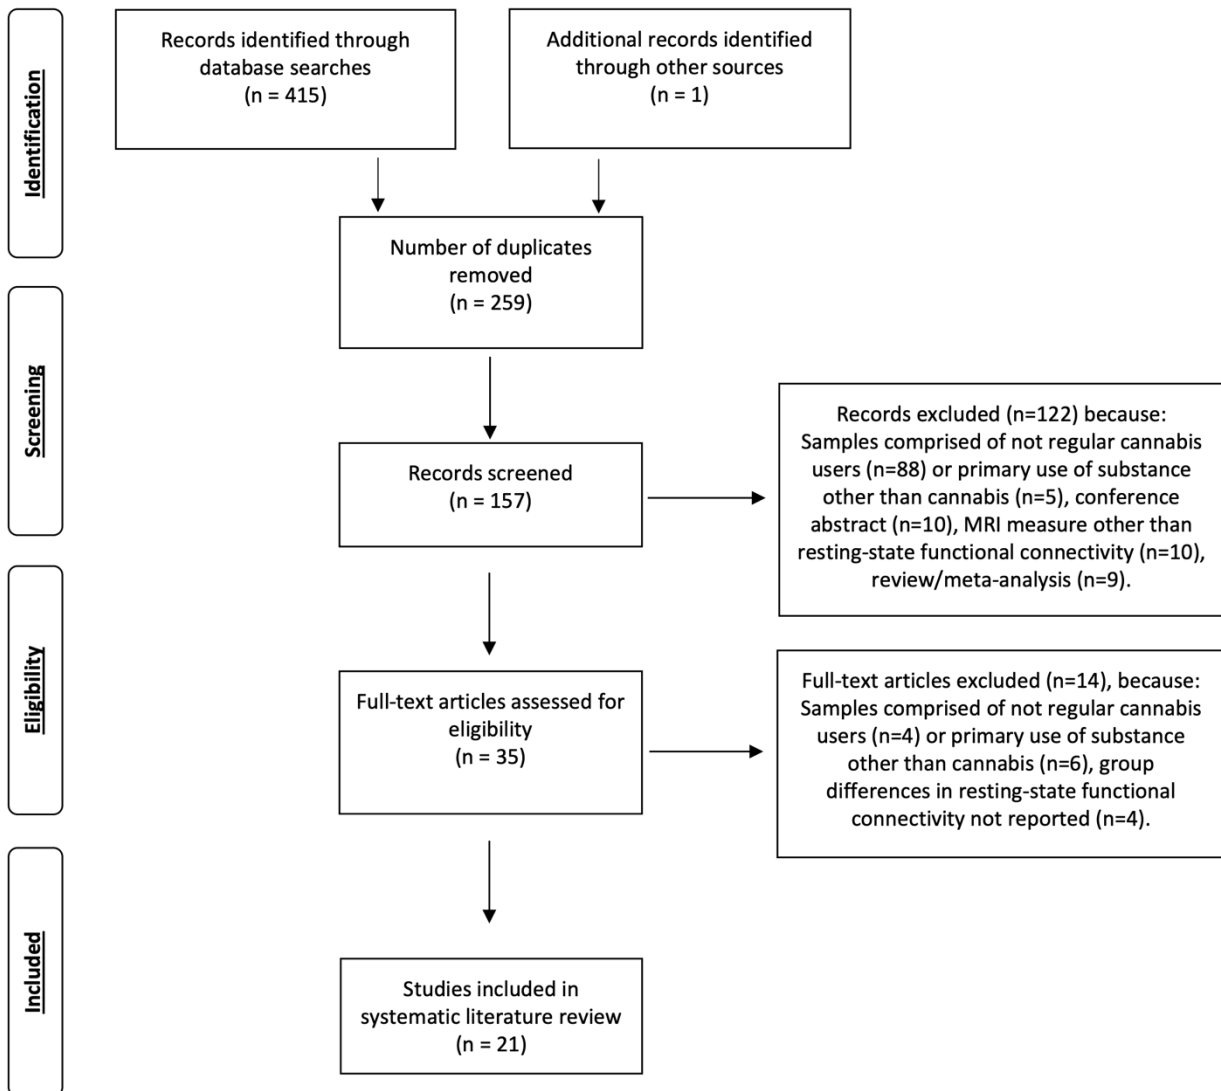 Identification
Records identified through
database searches
(n = 415)
Additional records identified
through other sources
(n = 1)
Number of duplicates
removed
(n = 259)
Screening
Records screened
(n = 157)
Records excluded (n=122) because:
Samples comprised of not regular cannabis
users (n=88) or primary use of substance
other than cannabis (n=5), conference
abstract (n=10), MRI measure other than
resting-state functional connectivity (n=10),
review/meta-analysis (n=9).
Eligibility
Full-text articles assessed for
eligibility
(n = 35)
Full-text articles excluded (n=14), because:
Samples comprised of not regular cannabis
users (n=4) or primary use of substance
other than cannabis (n=6), group
differences in resting-state functional
connectivity not reported (n=4).
Included
Studies included in
systematic literature review
(n = 21)